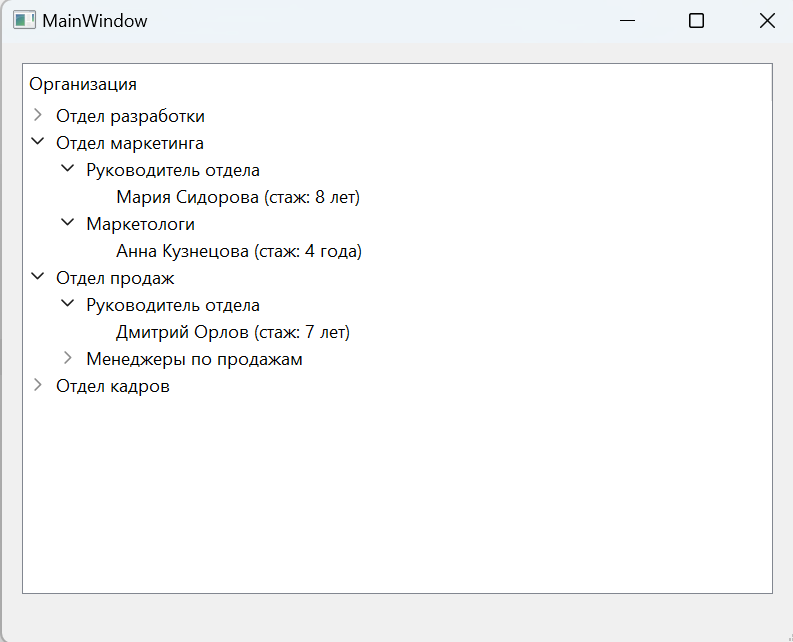 MainWindow
Организация
Отдел разработки
Отдел маркетинга
Руководитель отдела
Мария Сидорова (стаж: 8 лет)
Маркетологи
Анна Кузнецова (стаж: 4 года)
Отдел продаж
Руководитель отдела
Дмитрий Орлов (стаж: 7 лет)
Менеджеры по продажам
Отдел кадров